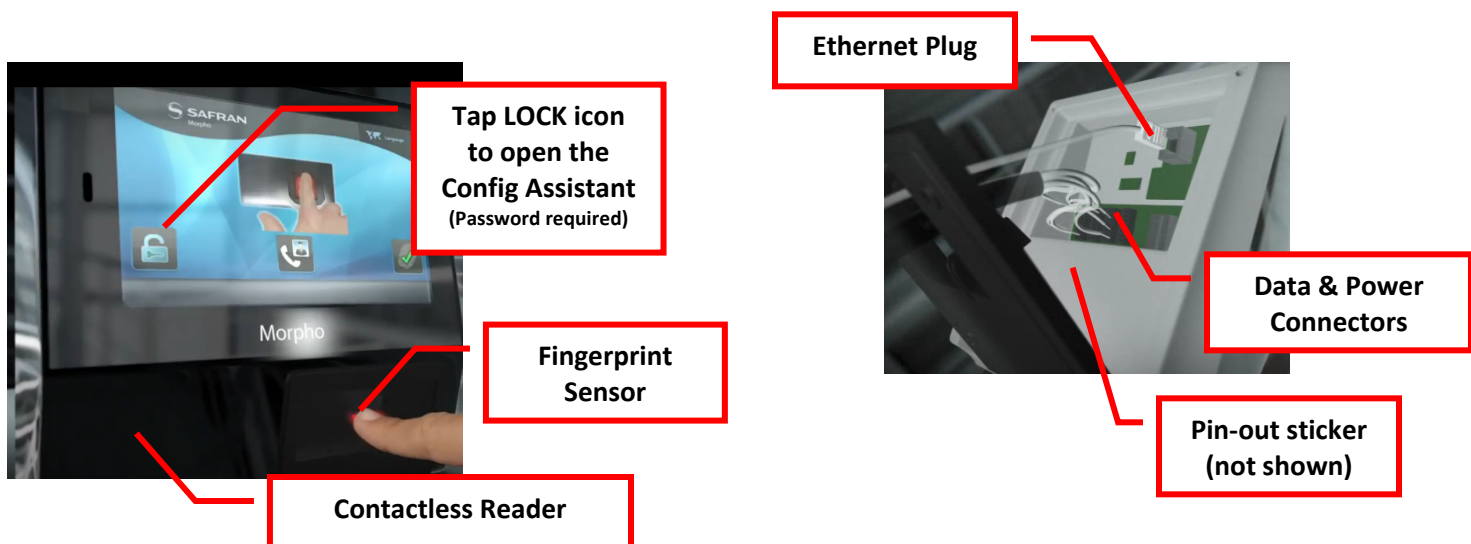 Ethernet Plug
SAFRAN
Morpho
Language
Tap LOCK icon
to open the
Config Assistant
(Password required)
Morpho
Data & Power
Connectors
Fingerprint
Sensor
Pin-out sticker
(not shown)
Contactless Reader